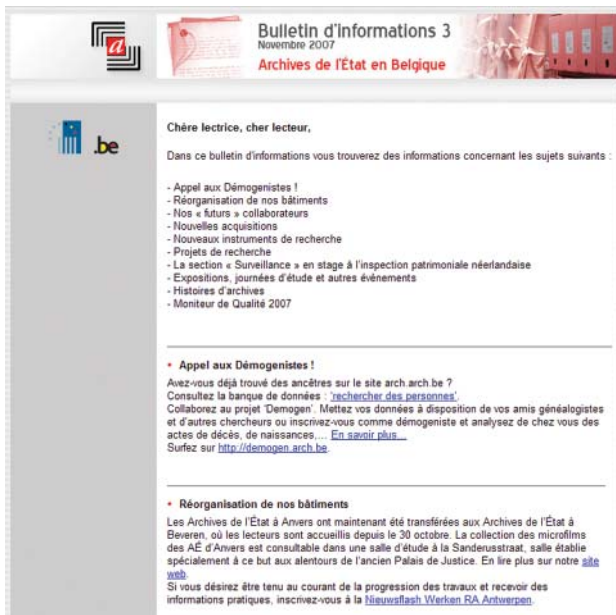 a
Bulletin d'informations 3
Novembre 2007
Archives de l'État en Belgique
.be
Chère lectrice, cher lecteur,
Dans ce bulletin d'informations vous trouverez des informations concernant les sujets suivants :
- Appel aux Démogenistes !
- Réorganisation de nos bâtiments
- Nos « futurs » collaborateurs
- Nouvelles acquisitions
- Nouveaux instruments de recherche
- Projets de recherche
- La section « Surveillance » en stage à l'inspection patrimoniale néerlandaise
- Expositions, journées d'étude et autres évènements
- Histoires d'archives
- Moniteur de Qualité 2007
• Appel aux Démogenistes !
Avez-vous déjà trouvé des ancêtres sur le site arch.arch.be ?
Consultez la banque de données : 'rechercher des personnes'.
Collaborez au projet 'Demogen'. Mettez vos données à disposition de vos amis généalogistes
et d'autres chercheurs ou inscrivez-vous comme démogeniste et analysez de chez vous des
actes de décès, de naissances,... En savoir plus...
Surfez sur http://demogen.arch.be.
• Réorganisation de nos bâtiments
Les Archives de l'État à Anvers ont maintenant été transférées aux Archives de l'État à
Beveren, où les lecteurs sont accueillis depuis le 30 octobre. La collection des microfilms
des AÉ d'Anvers est consultable dans une salle d'étude à la Sanderusstraat, salle établie
spécialement à ce but aux alentours de l'ancien Palais de Justice. En lire plus sur notre site
web.
Si vous désirez être tenu au courant de la progression des travaux et recevoir des
informations pratiques, inscrivez-vous à la Nieuwsflash Werken RA Antwerpen.